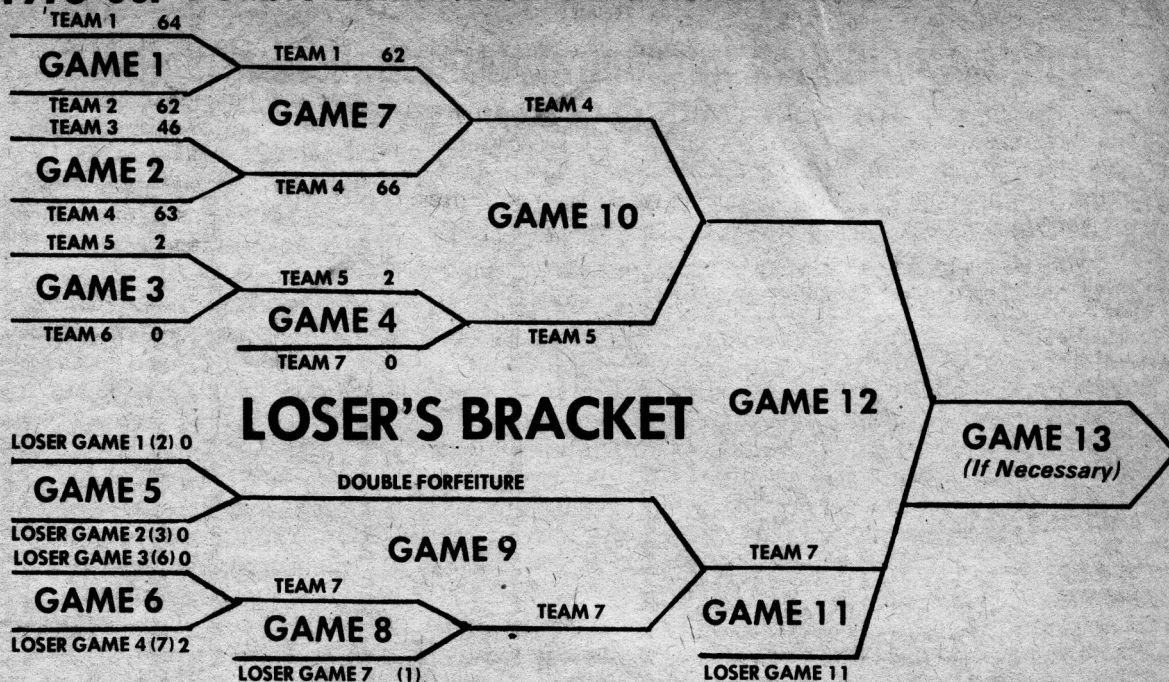 TEAM 1 64
GAME 1
TEAM 2 62
TEAM 3 46
GAME 2
TEAM 4 63
TEAM 5 2
GAME 3
TEAM 6 0
TEAM 1 62
GAME 7
TEAM 4 66
TEAM 5 2
GAME 4
TEAM 7 0
TEAM 4
GAME 10
TEAM 5
GAME 12
GAME 13
(If Necessary)
LOSER'S BRACKET
LOSER GAME 1 (2) 0
GAME 5
LOSER GAME 2 (3) 0
LOSER GAME 3 (6) 0
GAME 6
LOSER GAME 4 (7) 2
DOUBLE FORFEITURE
GAME 9
TEAM 7
GAME 8
LOSER GAME 7 (1)
TEAM 7
TEAM 7
GAME 11
LOSER GAME 11